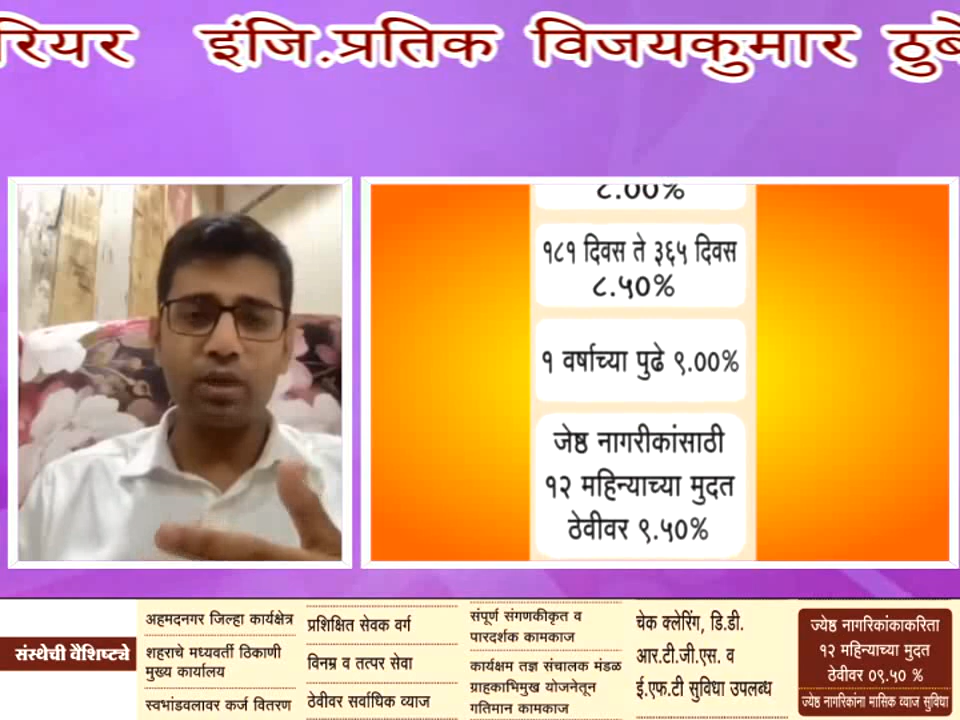 रियर इंजि.प्रतिक विजयकुमार ठुबे
८.००%
१८१ दिवस ते ३६५ दिवस
८.५०%
१ वर्षाच्या पुढे ९.००%
जेष्ठ नागरीकांसाठी
१२ महिन्याच्या मुदत
ठेवीवर ९.५०%
संस्थेची वैशिष्ट्ये
अहमदनगर जिल्हा कार्यक्षेत्र
शहराचे मध्यवर्ती ठिकाणी
मुख्य कार्यालय
स्वभांडवलावर कर्ज वितरण
प्रशिक्षित सेवक वर्ग
विनम्र व तत्पर सेवा
ठेवीवर सर्वाधिक व्याज
संपूर्ण संगणकीकृत व
पारदर्शक कामकाज
कार्यक्षम तज्ञ संचालक मंडळ
ग्राहकाभिमुख योजनेतून
गतिमान कामकाज
चेक क्लेरिंग, डि.डी.
आर.टी.जी.एस. व
ई.एफ.टी सुविधा उपलब्ध
ज्येष्ठ नागरिकांकाकरिता
१२ महिन्याच्या मुदत
ठेवीवर ०९.५० %
ज्येष्ठ नागरिकांना मासिक व्याज सुविधा